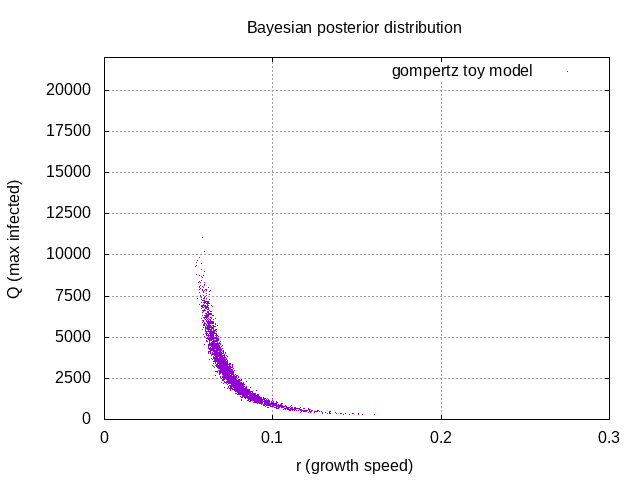 Bayesian posterior distribution
gompertz toy model
20000
17500
15000
12500
10000
7500
5000
2500
0
0 0.1 0.2 0.3
Q (max infected)
r (growth speed)